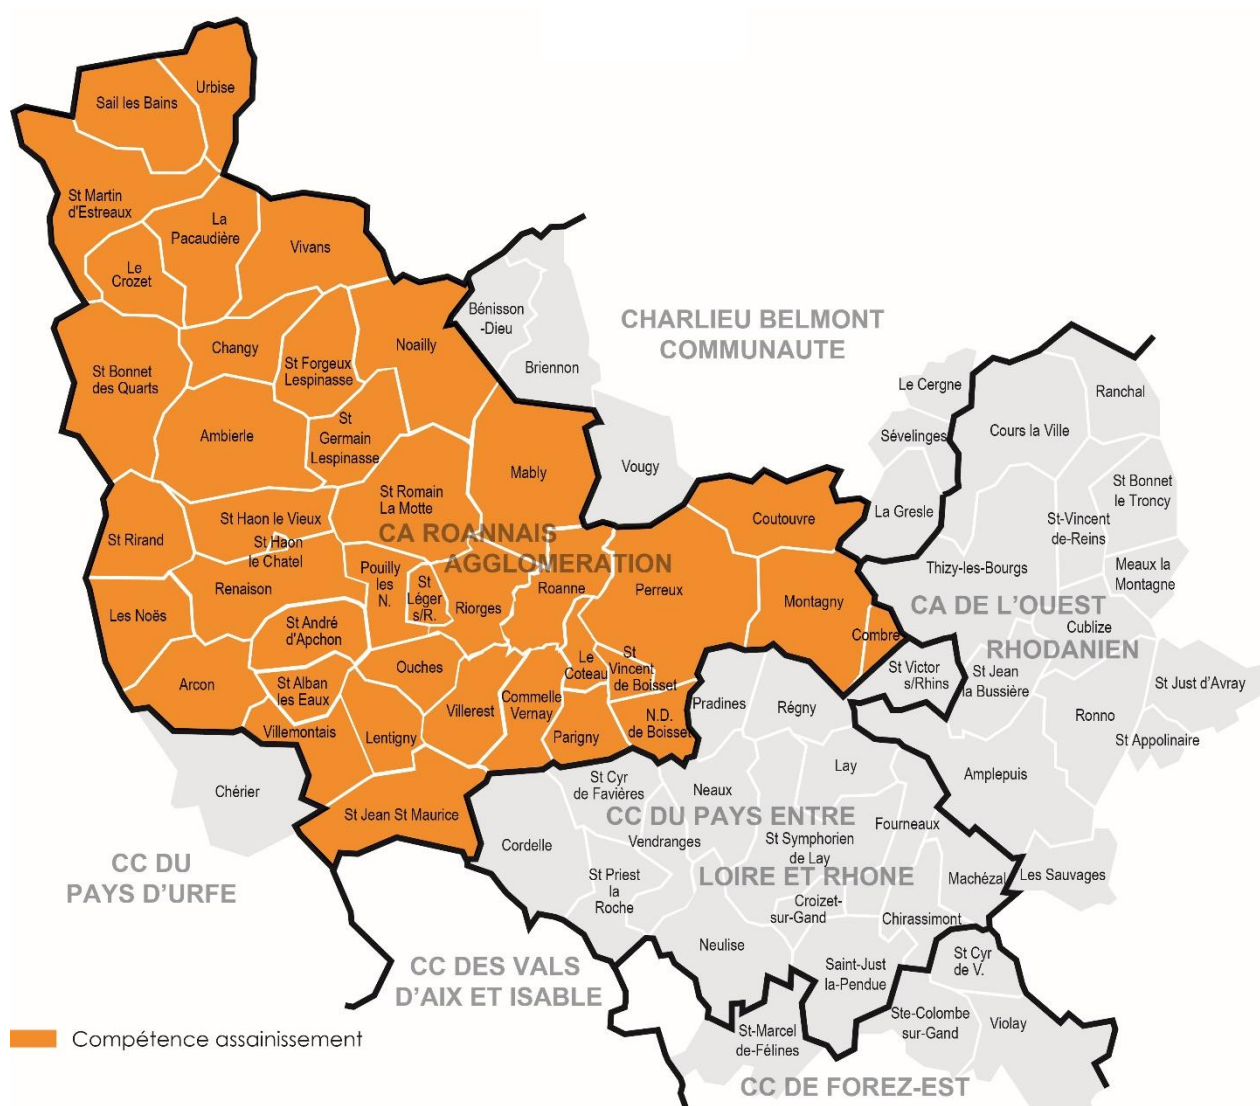 Urbise
Sail les Bains
St Martin
d'Estreaux
La
Pacaudière
Vivans
Le
Crozet
Bénisson
-Dieu
CHARLIEU BELMONT
COMMUNAUTE
Changy
Noailly
St Forgeux
Lespinasse
Briennon
St Bonnet
des Quarts
Le Cergne
Ranchal
Ambierle
St
Germain
Lespinasse
Sévelinges
Cours la Ville
Mably
Vougy
St Bonnet
le Troncy
St Romain
La Motte
La Gresle
Coutouvre
St Haon le Vieux
St Rirand
CA ROANNAIS
AGGLOMERATION
St Haon
le Chatel
St-Vincent
de-Reins
Thizy-les-Bourgs
Meaux la
Montagne
Renaison
Pouilly
les
N.
St
Léger
s/R.
Riorges
Roanne
Perreux
Montagny
CA DE L'OUEST
RHODANIEN
Les Noës
St André
d'Apchon
Combre
Cublize
Ouches
Le
Coteau
St
Vincent
de Boisset
St Victor
s/Rhins
St Jean
la Bussière
St Just d'Avray
Arcon
St Alban
les Eaux
Villerest
Commelle
Vernay
Pradines
Régny
Ronno
Villemontais
Lentigny
Parigny
N.D.
de Boisset
St Appolinaire
Chérier
St Cyr
de Favières
Neaux
Lay
Amplepuis
St Jean St Maurice
CC DU PAYS ENTRE
LOIRE ET RHONE
Fourneaux
Cordelle
Vendranges
St Symphorien
de Lay
CC DU
PAYS D'URFE
St Priest
la
Roche
Machézal
Les Sauvages
Croizet-
sur-Gand
Chirassimont
Neulise
CC DES VALS
D'AIX ET ISABLE
Saint-Just
la-Pendue
St Cyr
de V.
Ste-Colombe
sur-Gand
Violay
St-Marcel
de-Félines
Compétence assainissement
CC DE FOREZ-EST